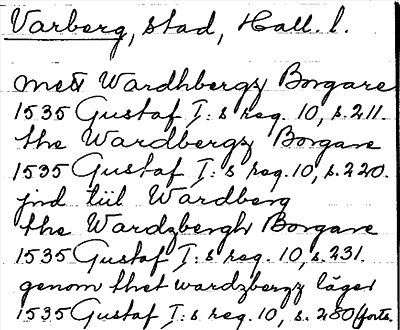 Varberg, stad, Hall. l.
mett Wardhbergz Borgare
1535 Gustaf I:s reg. 10, s. 211.
the Wardbergz Borgare
1535 Gustaf I:s reg. 10, s. 220.
jnd tiil Wardberg
the Wardzbergh Borgare
1535 Gustaf I:s reg. 10, s. 231.
genom thet wardzbergz läger
1535 Gustaf I:s reg. 10, s. 280 (forts.